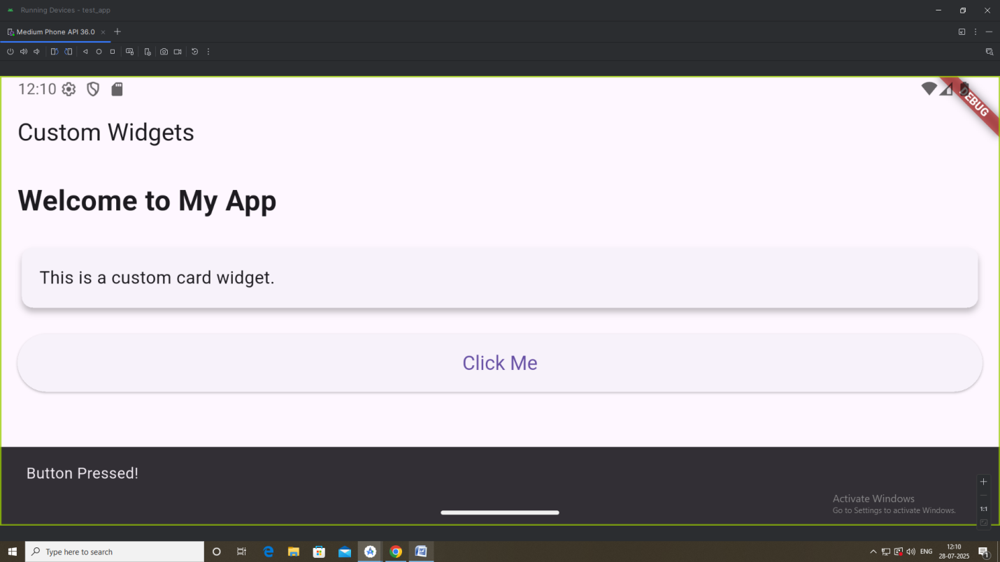 Running Devices - test_app
Medium Phone API 36.0
12:10
DEBUG
Custom Widgets
Welcome to My App
This is a custom card widget.
Click Me
Button Pressed!
Activate Windows
Go to Settings to activate Windows.
1:1
Type here to search
ENG
12:10
28-07-2025
1